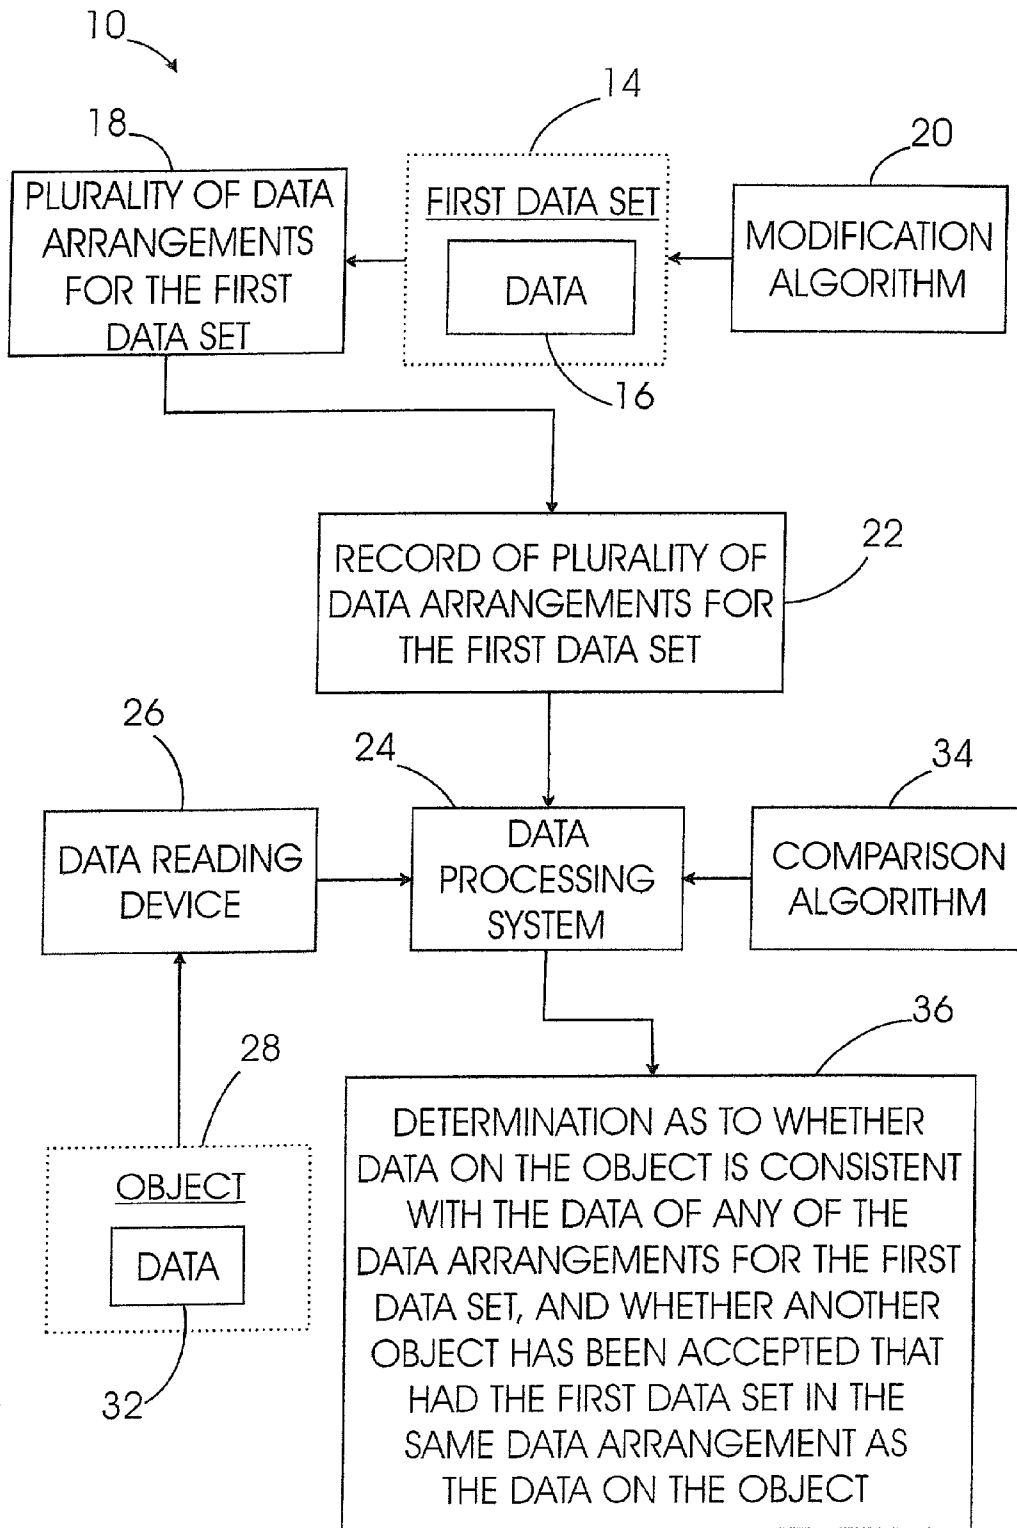 10
14
18
20
PLURALITY OF DATA
ARRANGEMENTS
FOR THE FIRST
DATA SET
FIRST DATA SET
DATA
MODIFICATION
ALGORITHM
16
22
RECORD OF PLURALITY OF
DATA ARRANGEMENTS FOR
THE FIRST DATA SET
26
24
34
DATA READING
DEVICE
DATA
PROCESSING
SYSTEM
COMPARISON
ALGORITHM
36
28
OBJECT
DATA
32
DETERMINATION AS TO WHETHER
DATA ON THE OBJECT IS CONSISTENT
WITH THE DATA OF ANY OF THE
DATA ARRANGEMENTS FOR THE FIRST
DATA SET, AND WHETHER ANOTHER
OBJECT HAS BEEN ACCEPTED THAT
HAD THE FIRST DATA SET IN THE
SAME DATA ARRANGEMENT AS
THE DATA ON THE OBJECT